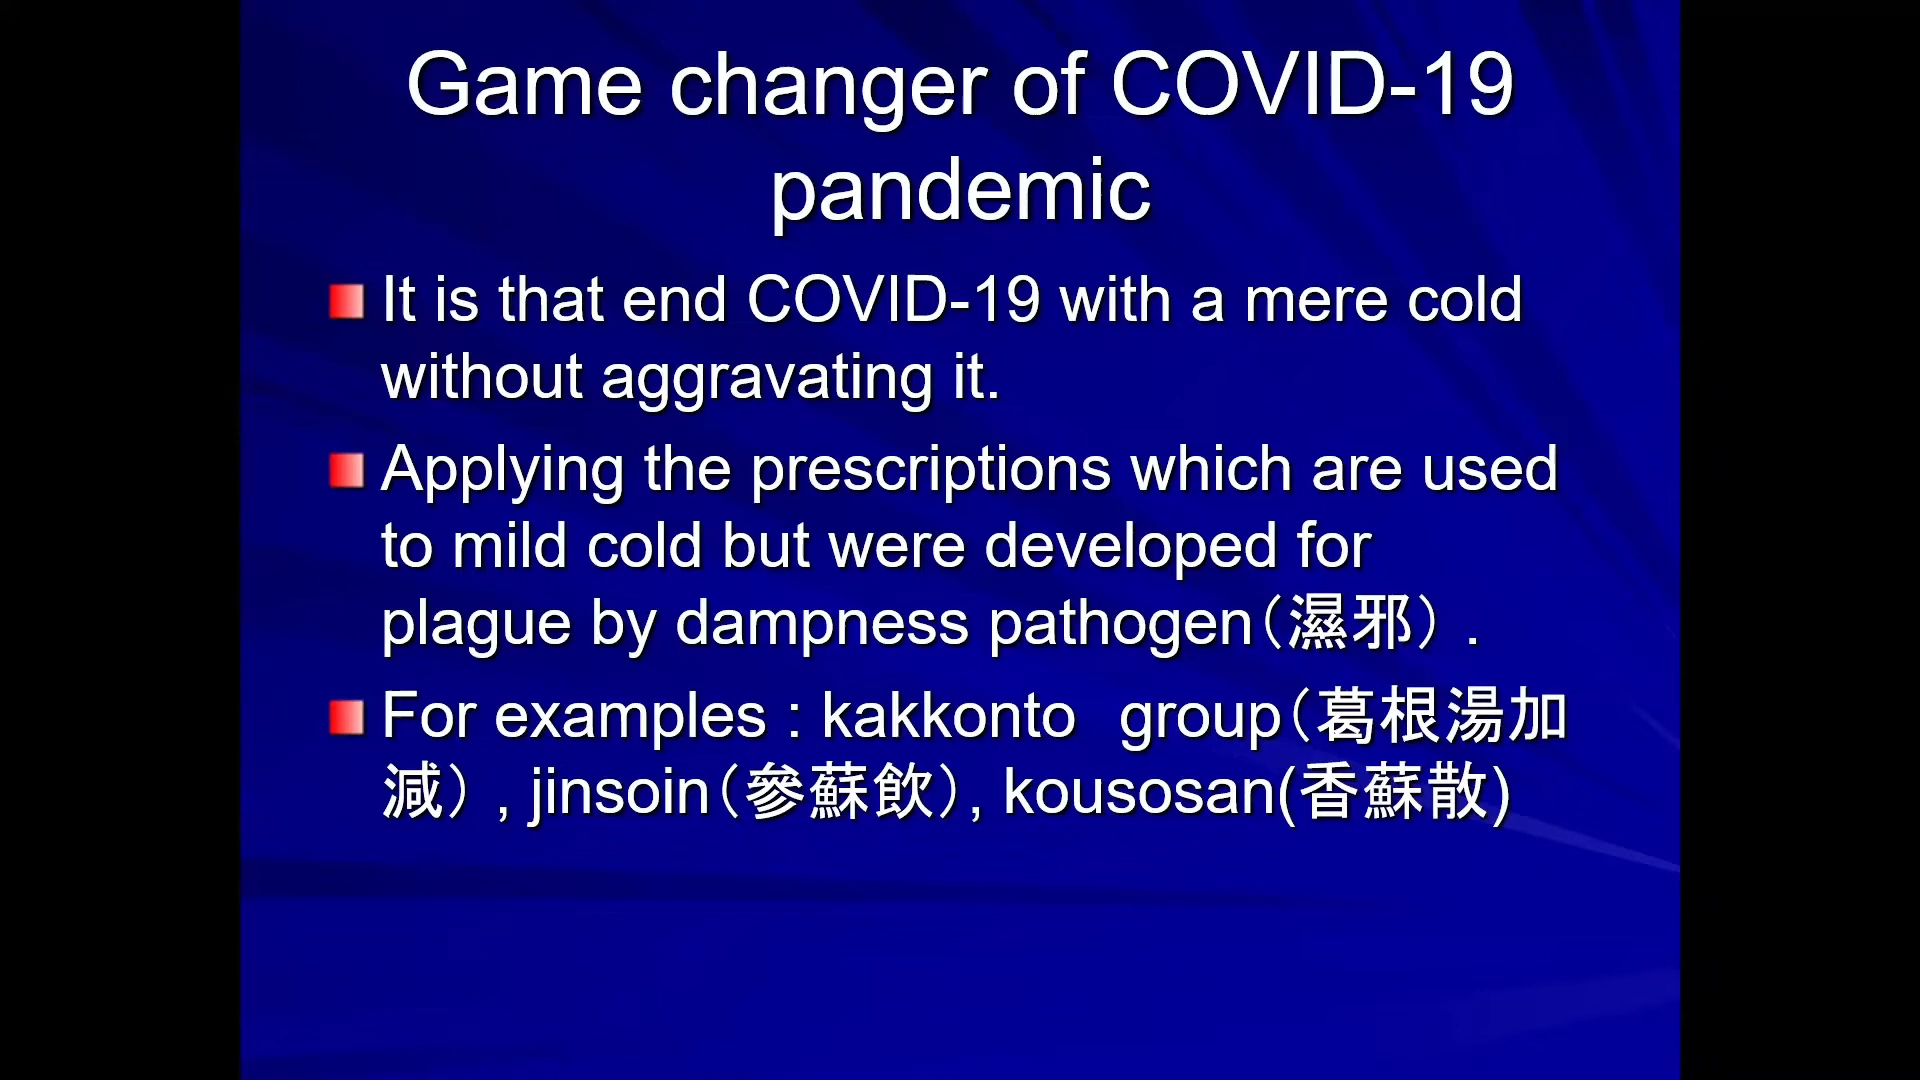 Game changer of COVID-19
pandemic
It is that end COVID-19 with a mere cold
without aggravating it.
Applying the prescriptions which are used
to mild cold but were developed for
plague by dampness pathogen（濕邪） .
For examples : kakkonto　group（葛根湯加
減） , jinsoin（參蘇飲）, kousosan(香蘇散)